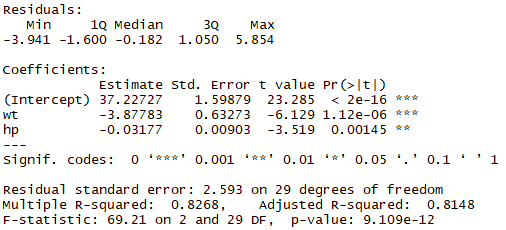 Residuals:
   Min     1Q Median     3Q    Max
-3.941 -1.600 -0.182  1.050  5.854
Coefficients:
            Estimate Std. Error t value Pr(>|t|)
(Intercept) 37.22727    1.59879  23.285  < 2e-16 ***
wt          -3.87783    0.63273  -6.129 1.12e-06 ***
hp          -0.03177    0.00903  -3.519  0.00145 **
---
Signif. codes:  0 ‘***’ 0.001 ‘**’ 0.01 ‘*’ 0.05 ‘.’ 0.1 ‘ ’ 1
Residual standard error: 2.593 on 29 degrees of freedom
Multiple R-squared:  0.8268,    Adjusted R-squared:  0.8148
F-statistic: 69.21 on 2 and 29 DF,  p-value: 9.109e-12